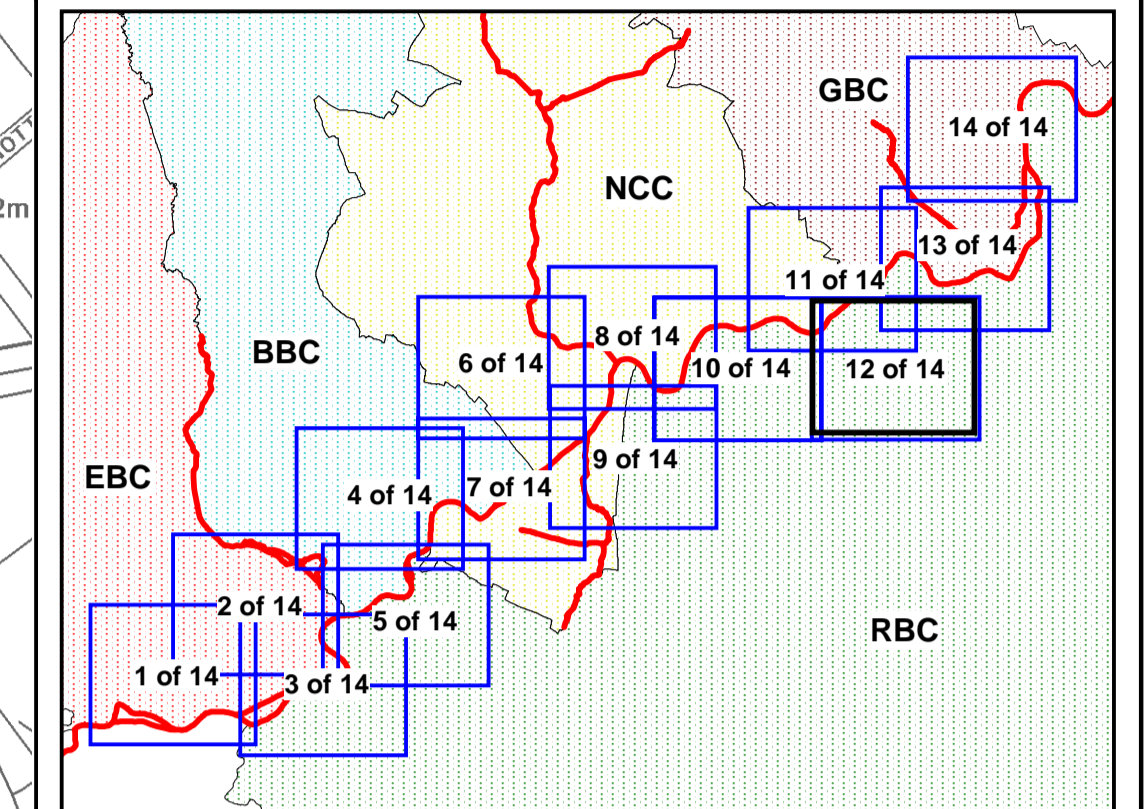 GBC
14 of 14
NCC
13 of 14
11 of 14
8 of 14
BBC
6 of 14
10 of 14
12 of 14
9 of 14
EBC
7 of 14
4 of 14
2 of 14
5 of 14
RBC
1 of 14
3 of 14